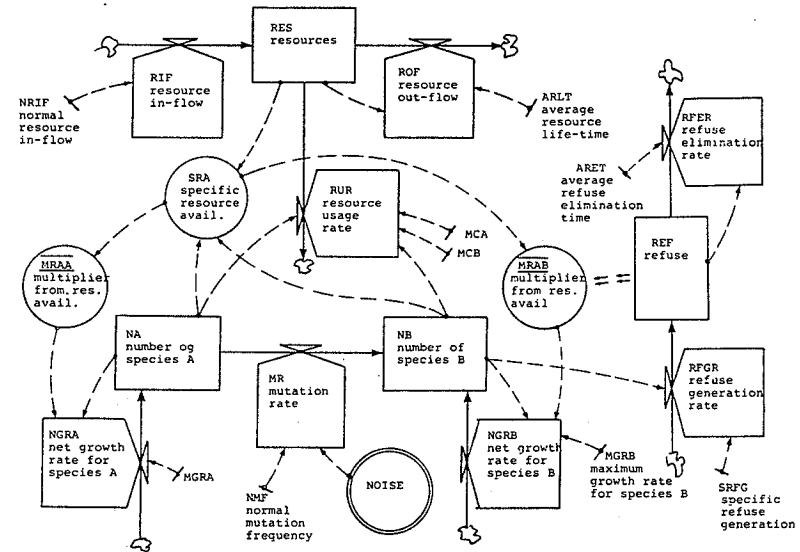 RES
resources
RIF
resource
in-flow
ROF
resource
out-flow
NRIF
normal
resource
in-flow
ARLT
average
resource
life-time
RFER
refuse
elimination
rate
ARET
average
refuse
elimination
time
SRA
specific
resource
avail.
RUR
resource
usage
rate
MCA
MCB
REF
refuse
MRAA
multiplier
from.res.
avail.
MRAB
multiplier
from res.
avail
NA
number og
species A
NB
number of
species B
MR
mutation
rate
RFGR
refuse
generation
rate
NGRA
net growth
rate for
species A
MGRA
NOISE
NMF
normal
mutation
frequency
NGRB
net growth
rate for
species B
MGRB
maximum
growth rate
for species B
SRFG
specific
refuse
generation